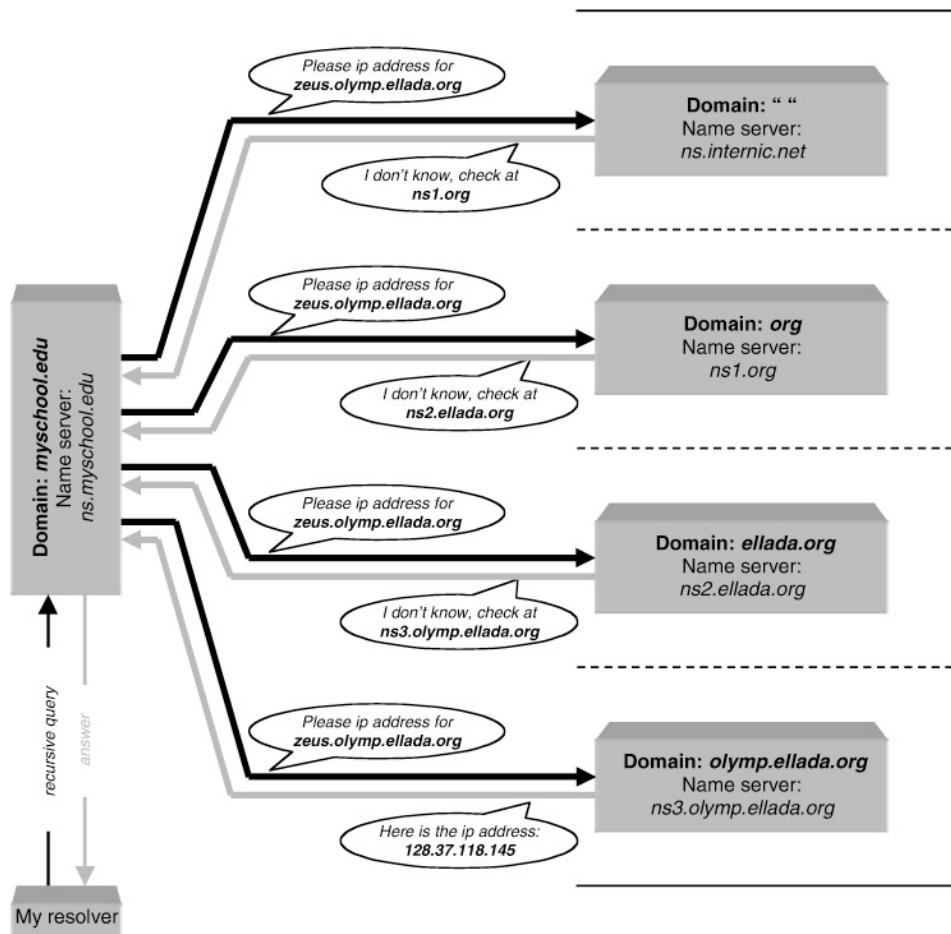 Please ip address for
zeus.olymp.ellada.org
Domain: “ “
Name server:
ns.internic.net
I don’t know, check at
ns1.org
Please ip address for
zeus.olymp.ellada.org
Domain: org
Name server:
ns1.org
I don’t know, check at
ns2.ellada.org
Domain: myschool.edu
Name server:
ns.myschool.edu
Please ip address for
zeus.olymp.ellada.org
Domain: ellada.org
Name server:
ns2.ellada.org
I don’t know, check at
ns3.olymp.ellada.org
Please ip address for
zeus.olymp.ellada.org
Domain: olymp.ellada.org
Name server:
ns3.olymp.ellada.org
Here is the ip address:
128.37.118.145
recursive query
answer
My resolver